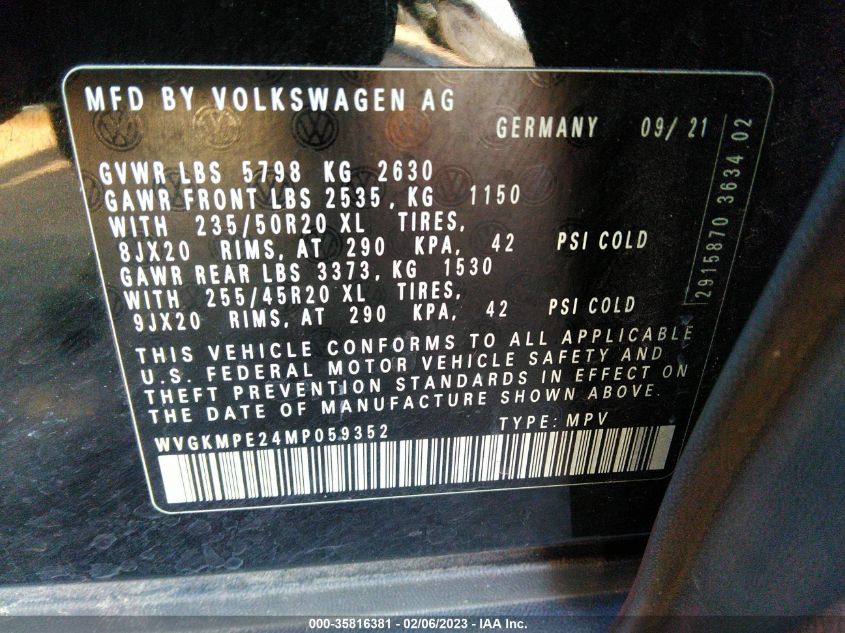 MFD BY VOLKSWAGEN AG
GERMANY 09/ 21
GVWR LBS 5798 KG 2630
GAWR FRONT LBS 2535, KG 1150
WITH 235/50R20 XL TIRES,
8JX20 RIMS, AT 290 KPA, 42 PSI COLD
GAWR REAR LBS 3373, KG 1530
WITH 255/45R20 XL TIRES,
9JX20 RIMS, AT 290 KPA, 42 PSI COLD
THIS VEHICLE CONFORMS TO ALL APPLICABLE
U.S. FEDERAL MOTOR VEHICLE SAFETY AND
THEFT PREVENTION STANDARDS IN EFFECT ON
THE DATE OF MANUFACTURE SHOWN ABOVE.
WVGKMPE24MP059352 TYPE: MPV
2915870 3634 02
000-35816381 - 02/06/2023 - IAA Inc.